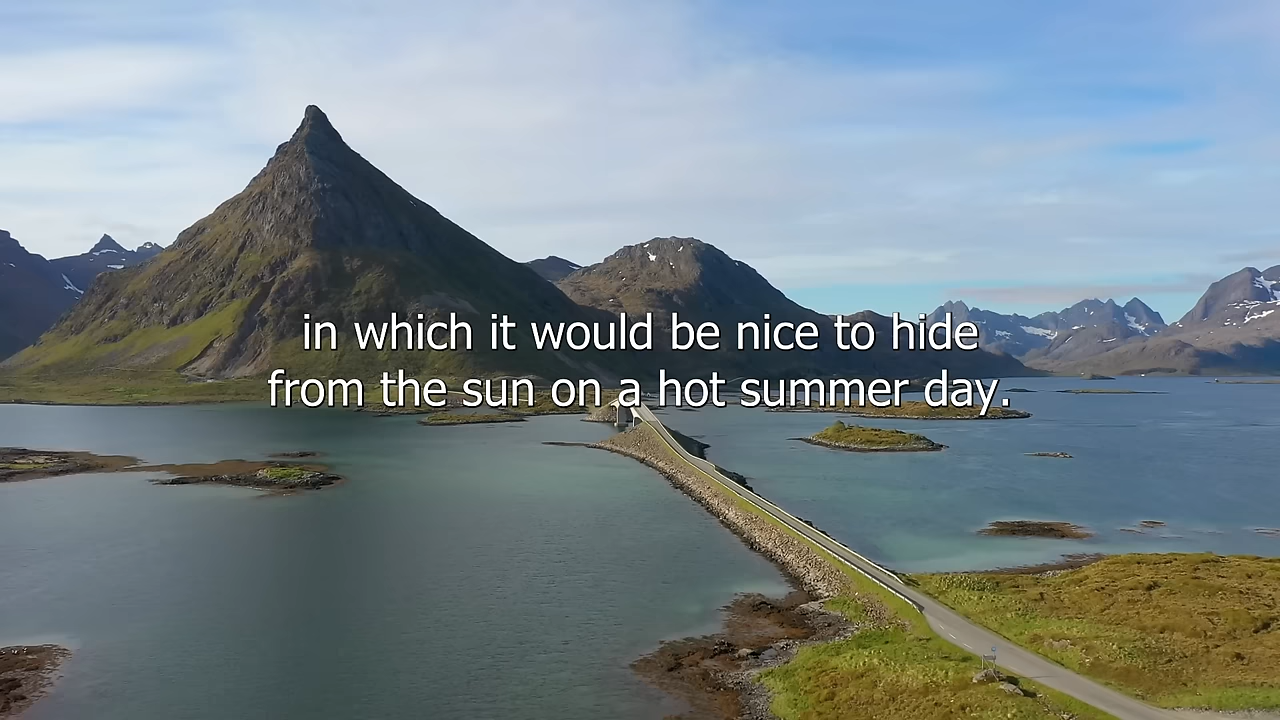 in which it would be nice to hide
from the sun on a hot summer day.